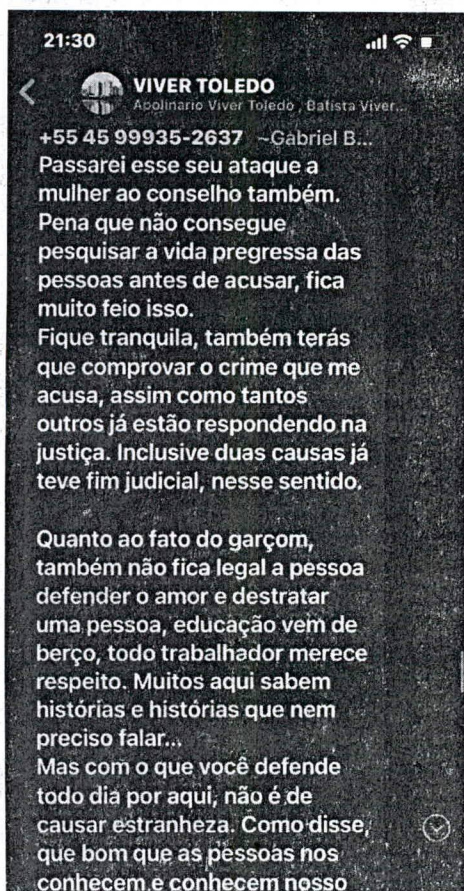 21:30
VIVER TOLEDO
Apolinario Viver Toledo, Batista Viver...
+55 45 99935-2637 ~Gabriel B...
Passarei esse seu ataque a
mulher ao conselho também.
Pena que não consegue
pesquisar a vida pregressa das
pessoas antes de acusar, fica
muito feio isso.
Fique tranquila, também terás
que comprovar o crime que me
acusa, assim como tantos
outros já estão respondendo na
justiça. Inclusive duas causas já
teve fim judicial, nesse sentido.
Quanto ao fato do garçom,
também não fica legal a pessoa
defender o amor e destratar
uma pessoa, educação vem de
berço, todo trabalhador merece
respeito. Muitos aqui sabem
histórias e histórias que nem
preciso falar...
Mas com o que você defende
todo dia por aqui, não é de
causar estranheza. Como disse,
que bom que as pessoas nos
conhecem e conhecem nosso